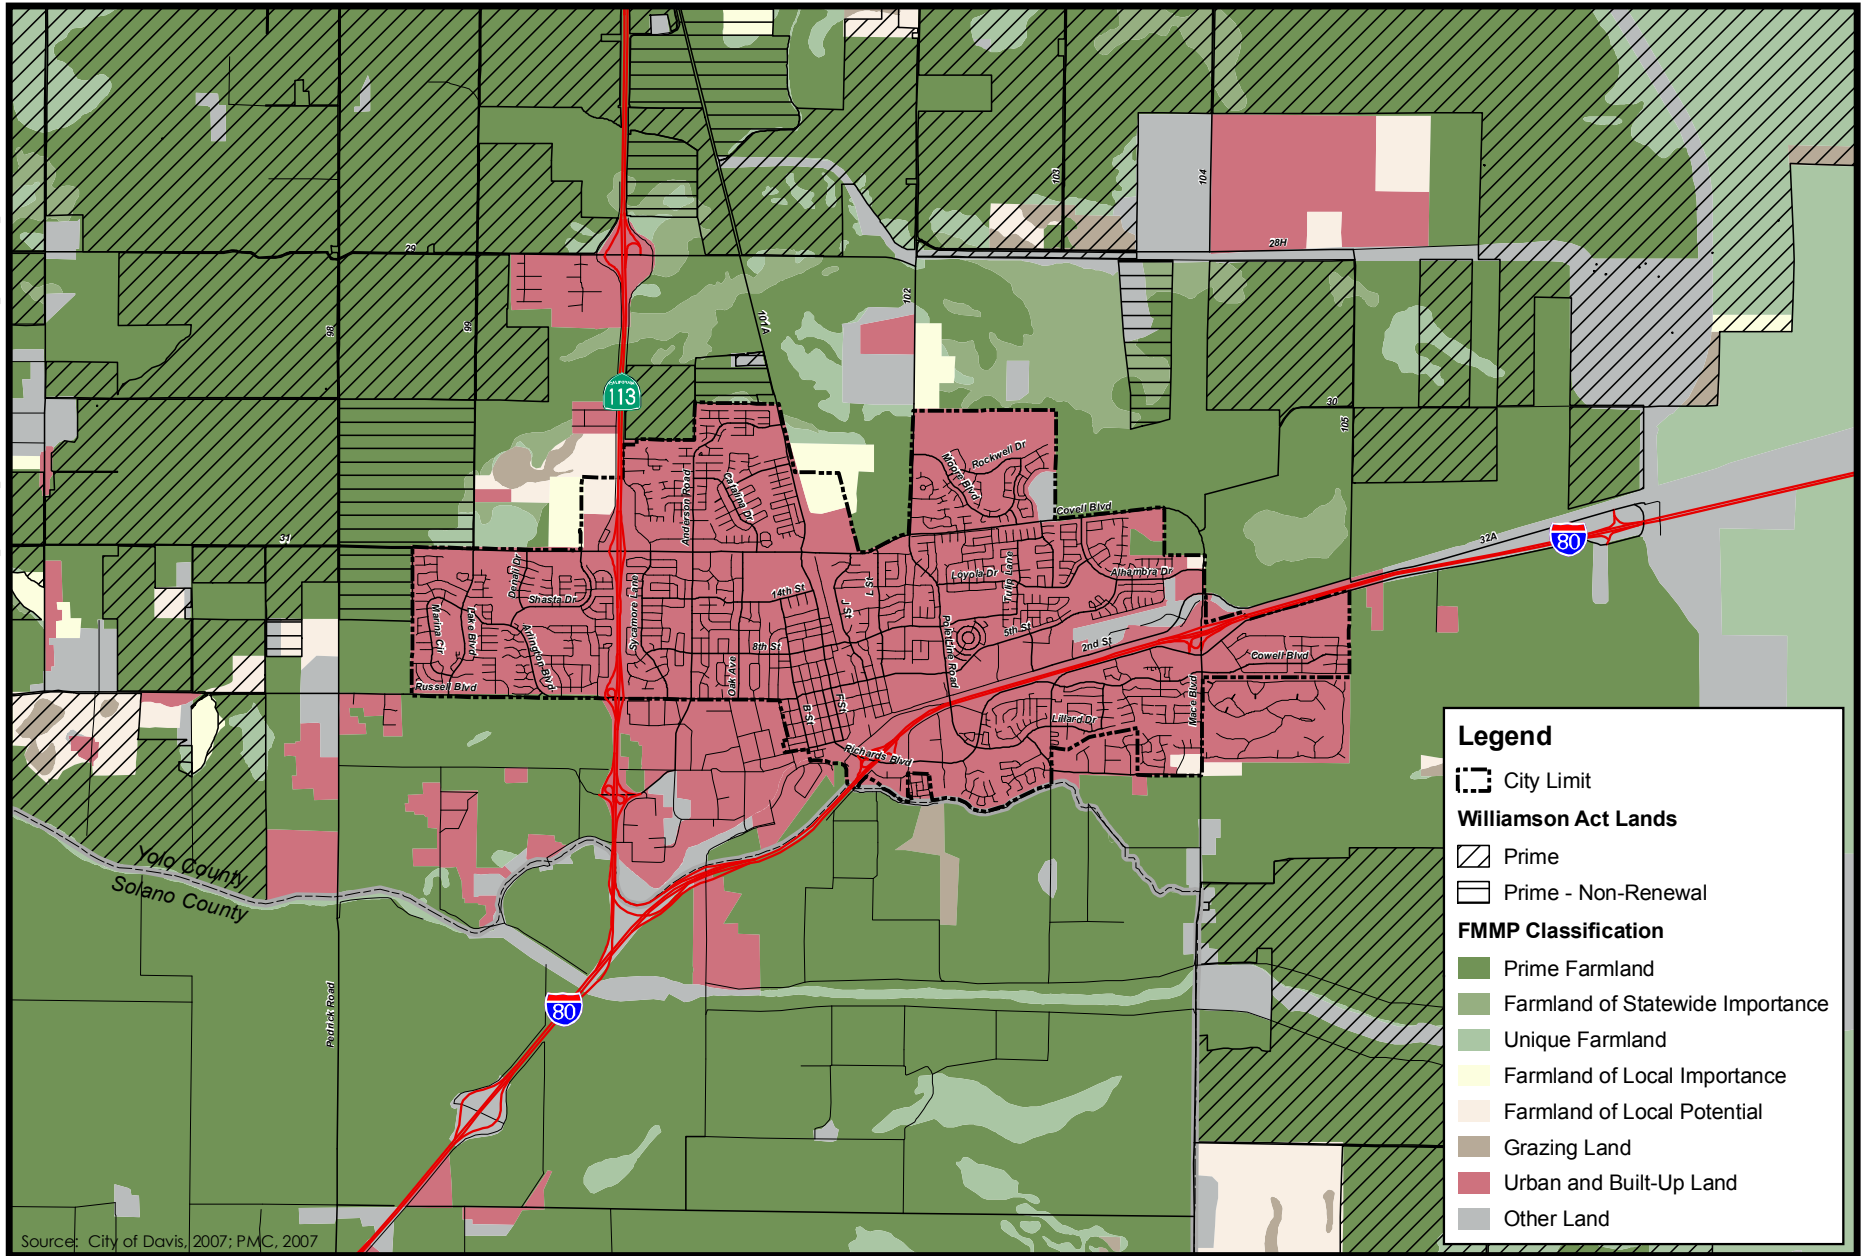 103
104
29
28H
98
99
101A
102
113
30
105
Rockwell Dr
Moore Blvd
Anderson Road
Catalina Dr
Covell Blvd
31
32A
80
Denali Dr
Loyola Dr
Tulip Lane
Alhambra Dr
Shasta Dr
Sycamore Lane
14th St
L St
J St
Marina Cir
Lake Blvd
Arlington Blvd
8th St
Pole Line Road
5th St
2nd St
Cowell Blvd
Russell Blvd
Oak Ave
B St
F St
Mace Blvd
Lillard Dr
Richards Blvd
Yolo County
Solano County
Pedrick Road
80
Legend
City Limit
Williamson Act Lands
Prime
Prime - Non-Renewal
FMMP Classification
Prime Farmland
Farmland of Statewide Importance
Unique Farmland
Farmland of Local Importance
Farmland of Local Potential
Grazing Land
Urban and Built-Up Land
Other Land
Source: City of Davis, 2007; PMC, 2007